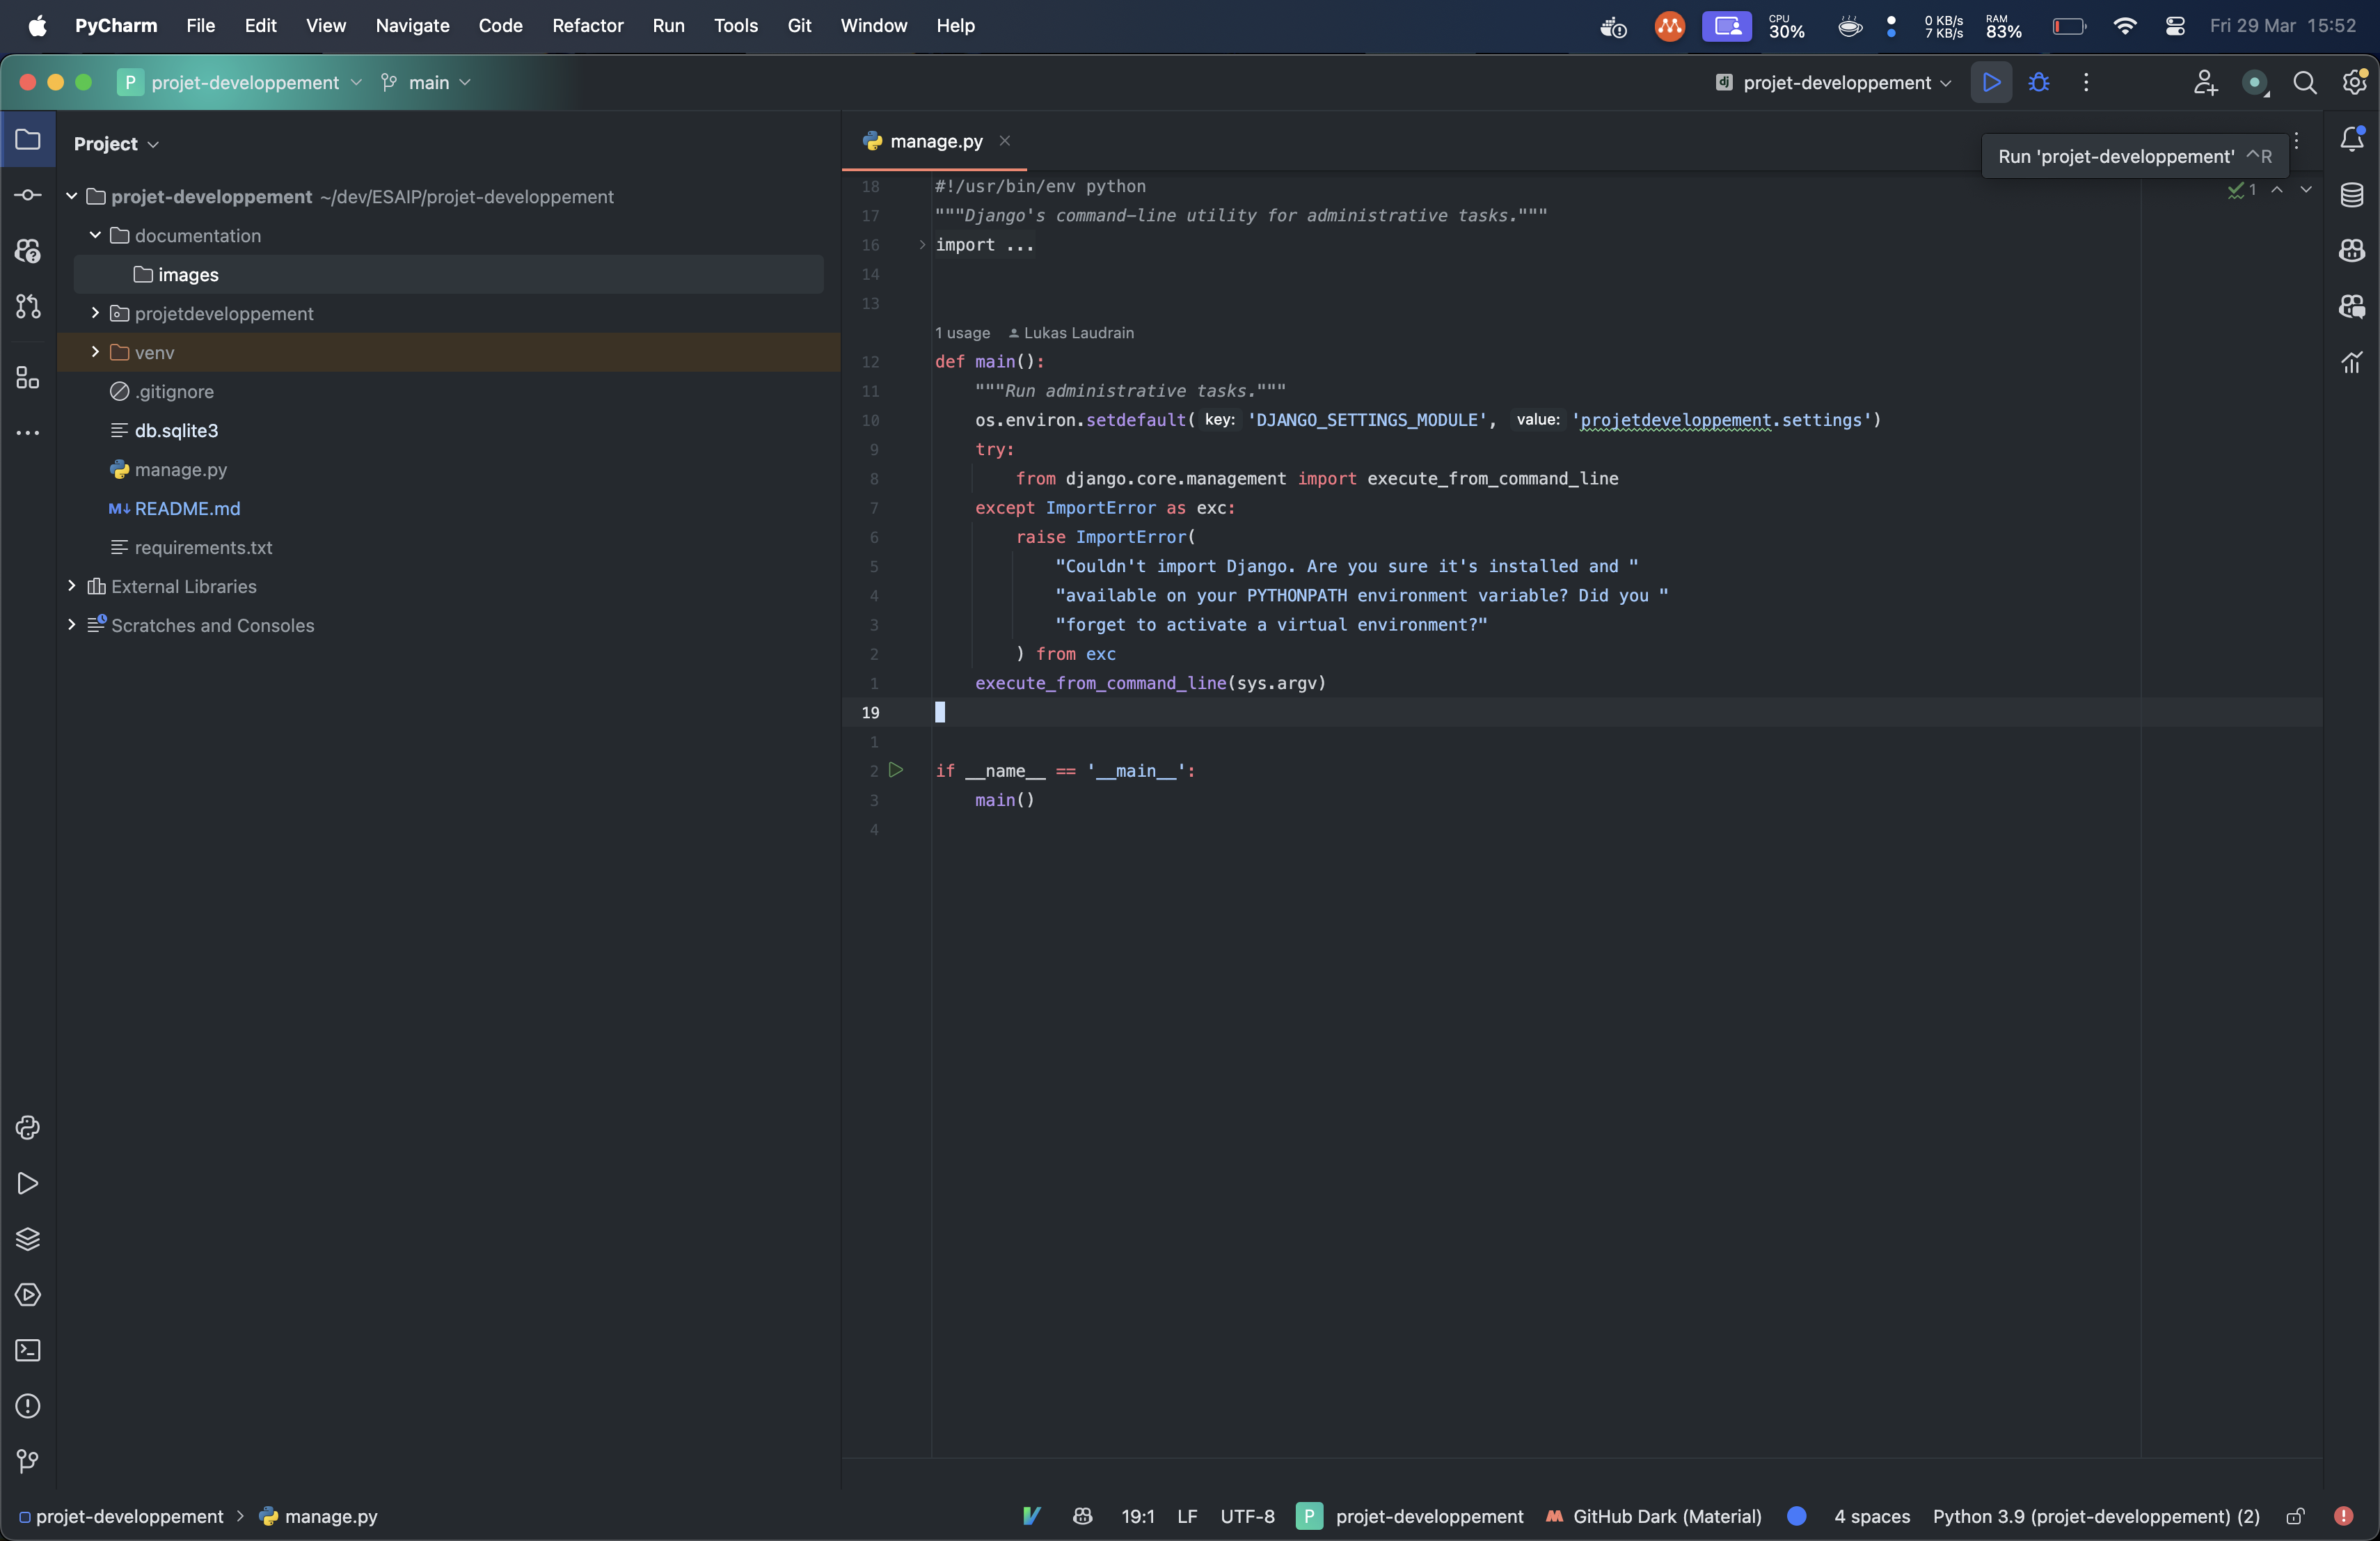 PyCharm File Edit View Navigate Code Refactor Run Tools Git Window Help
CPU 30%
0 KB/s
7 KB/s
RAM 83%
Fri 29 Mar 15:52
P projet-developpement main
dj projet-developpement
Project
manage.py
Run 'projet-developpement' ^R
projet-developpement ~/dev/ESAIP/projet-developpement
documentation
images
projetdeveloppement
venv
.gitignore
db.sqlite3
manage.py
M↓ README.md
requirements.txt
External Libraries
Scratches and Consoles
1
18 #!/usr/bin/env python
17 """Django's command-line utility for administrative tasks."""
16 import ...
14
13
1 usage Lukas Laudrain
12 def main():
11 """Run administrative tasks."""
10 os.environ.setdefault( key: 'DJANGO_SETTINGS_MODULE', value: 'projetdeveloppement.settings')
9 try:
8 from django.core.management import execute_from_command_line
7 except ImportError as exc:
6 raise ImportError(
5 "Couldn't import Django. Are you sure it's installed and "
4 "available on your PYTHONPATH environment variable? Did you "
3 "forget to activate a virtual environment?"
2 ) from exc
1 execute_from_command_line(sys.argv)
19
1
2 if __name__ == '__main__':
3 main()
4
projet-developpement > manage.py
19:1 LF UTF-8 P projet-developpement GitHub Dark (Material) 4 spaces Python 3.9 (projet-developpement) (2)